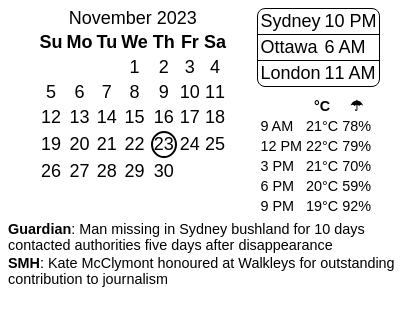 November 2023
Su Mo Tu We Th Fr Sa
1 2 3 4
5 6 7 8 9 10 11
12 13 14 15 16 17 18
19 20 21 22 23 24 25
26 27 28 29 30
Sydney 10 PM
Ottawa 6 AM
London 11 AM
°C ☂
9 AM 21°C 78%
12 PM 22°C 79%
3 PM 21°C 70%
6 PM 20°C 59%
9 PM 19°C 92%
Guardian: Man missing in Sydney bushland for 10 days
contacted authorities five days after disappearance
SMH: Kate McClymont honoured at Walkleys for outstanding
contribution to journalism